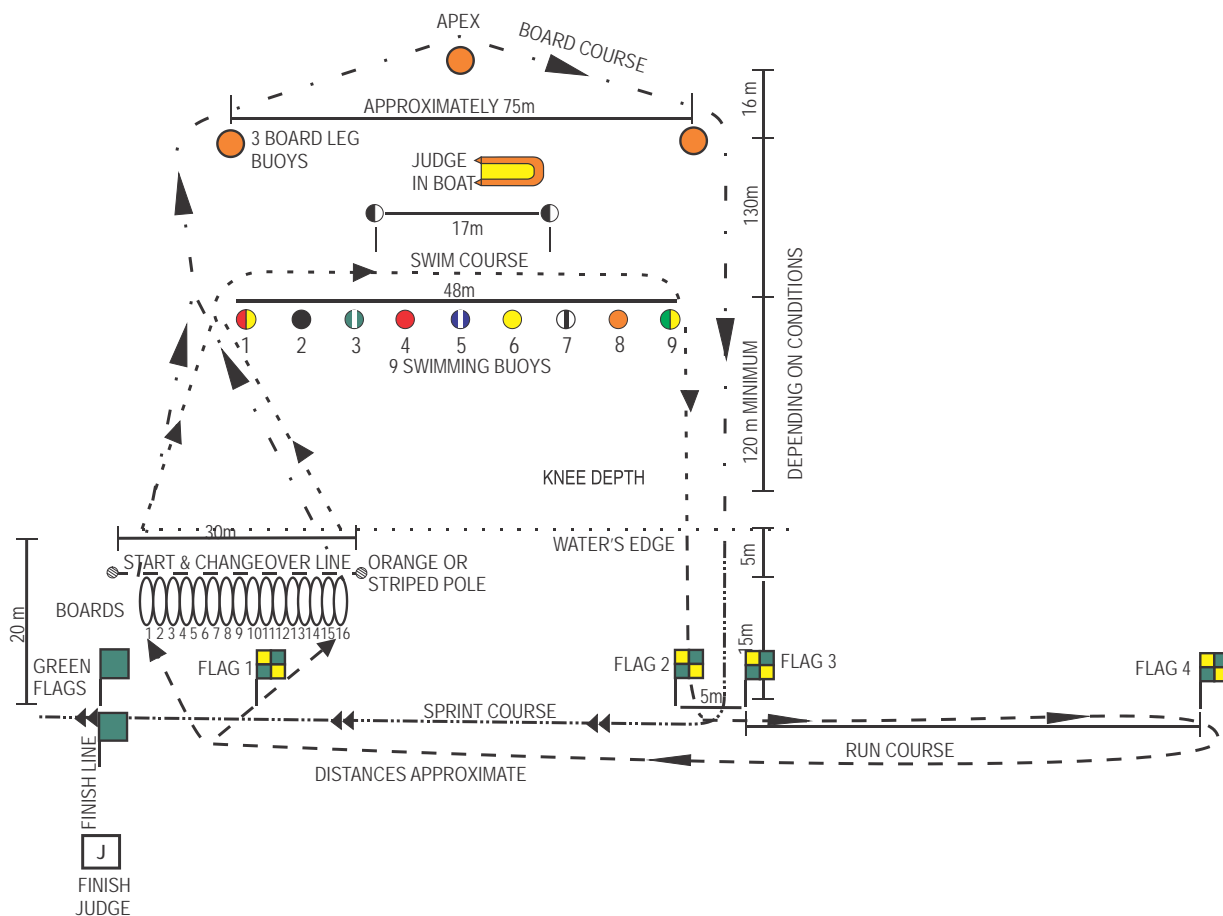 APEX
BOARD COURSE
16 m
APPROXIMATELY 75m
3 BOARD LEG
BUOYS
JUDGE
IN BOAT
130m
17m
SWIM COURSE
48m
1 2 3 4 5 6 7 8 9
9 SWIMMING BUOYS
120 m MINIMUM
DEPENDING ON CONDITIONS
KNEE DEPTH
30m
WATER'S EDGE
5m
START & CHANGEOVER LINE
ORANGE OR
STRIPED POLE
BOARDS
1 2 3 4 5 6 7 8 9 10 11 12 13 14 15 16
20 m
15m
GREEN
FLAGS
FLAG 1
FLAG 2
FLAG 3
FLAG 4
5m
SPRINT COURSE
RUN COURSE
DISTANCES APPROXIMATE
FINISH LINE
J
FINISH
JUDGE